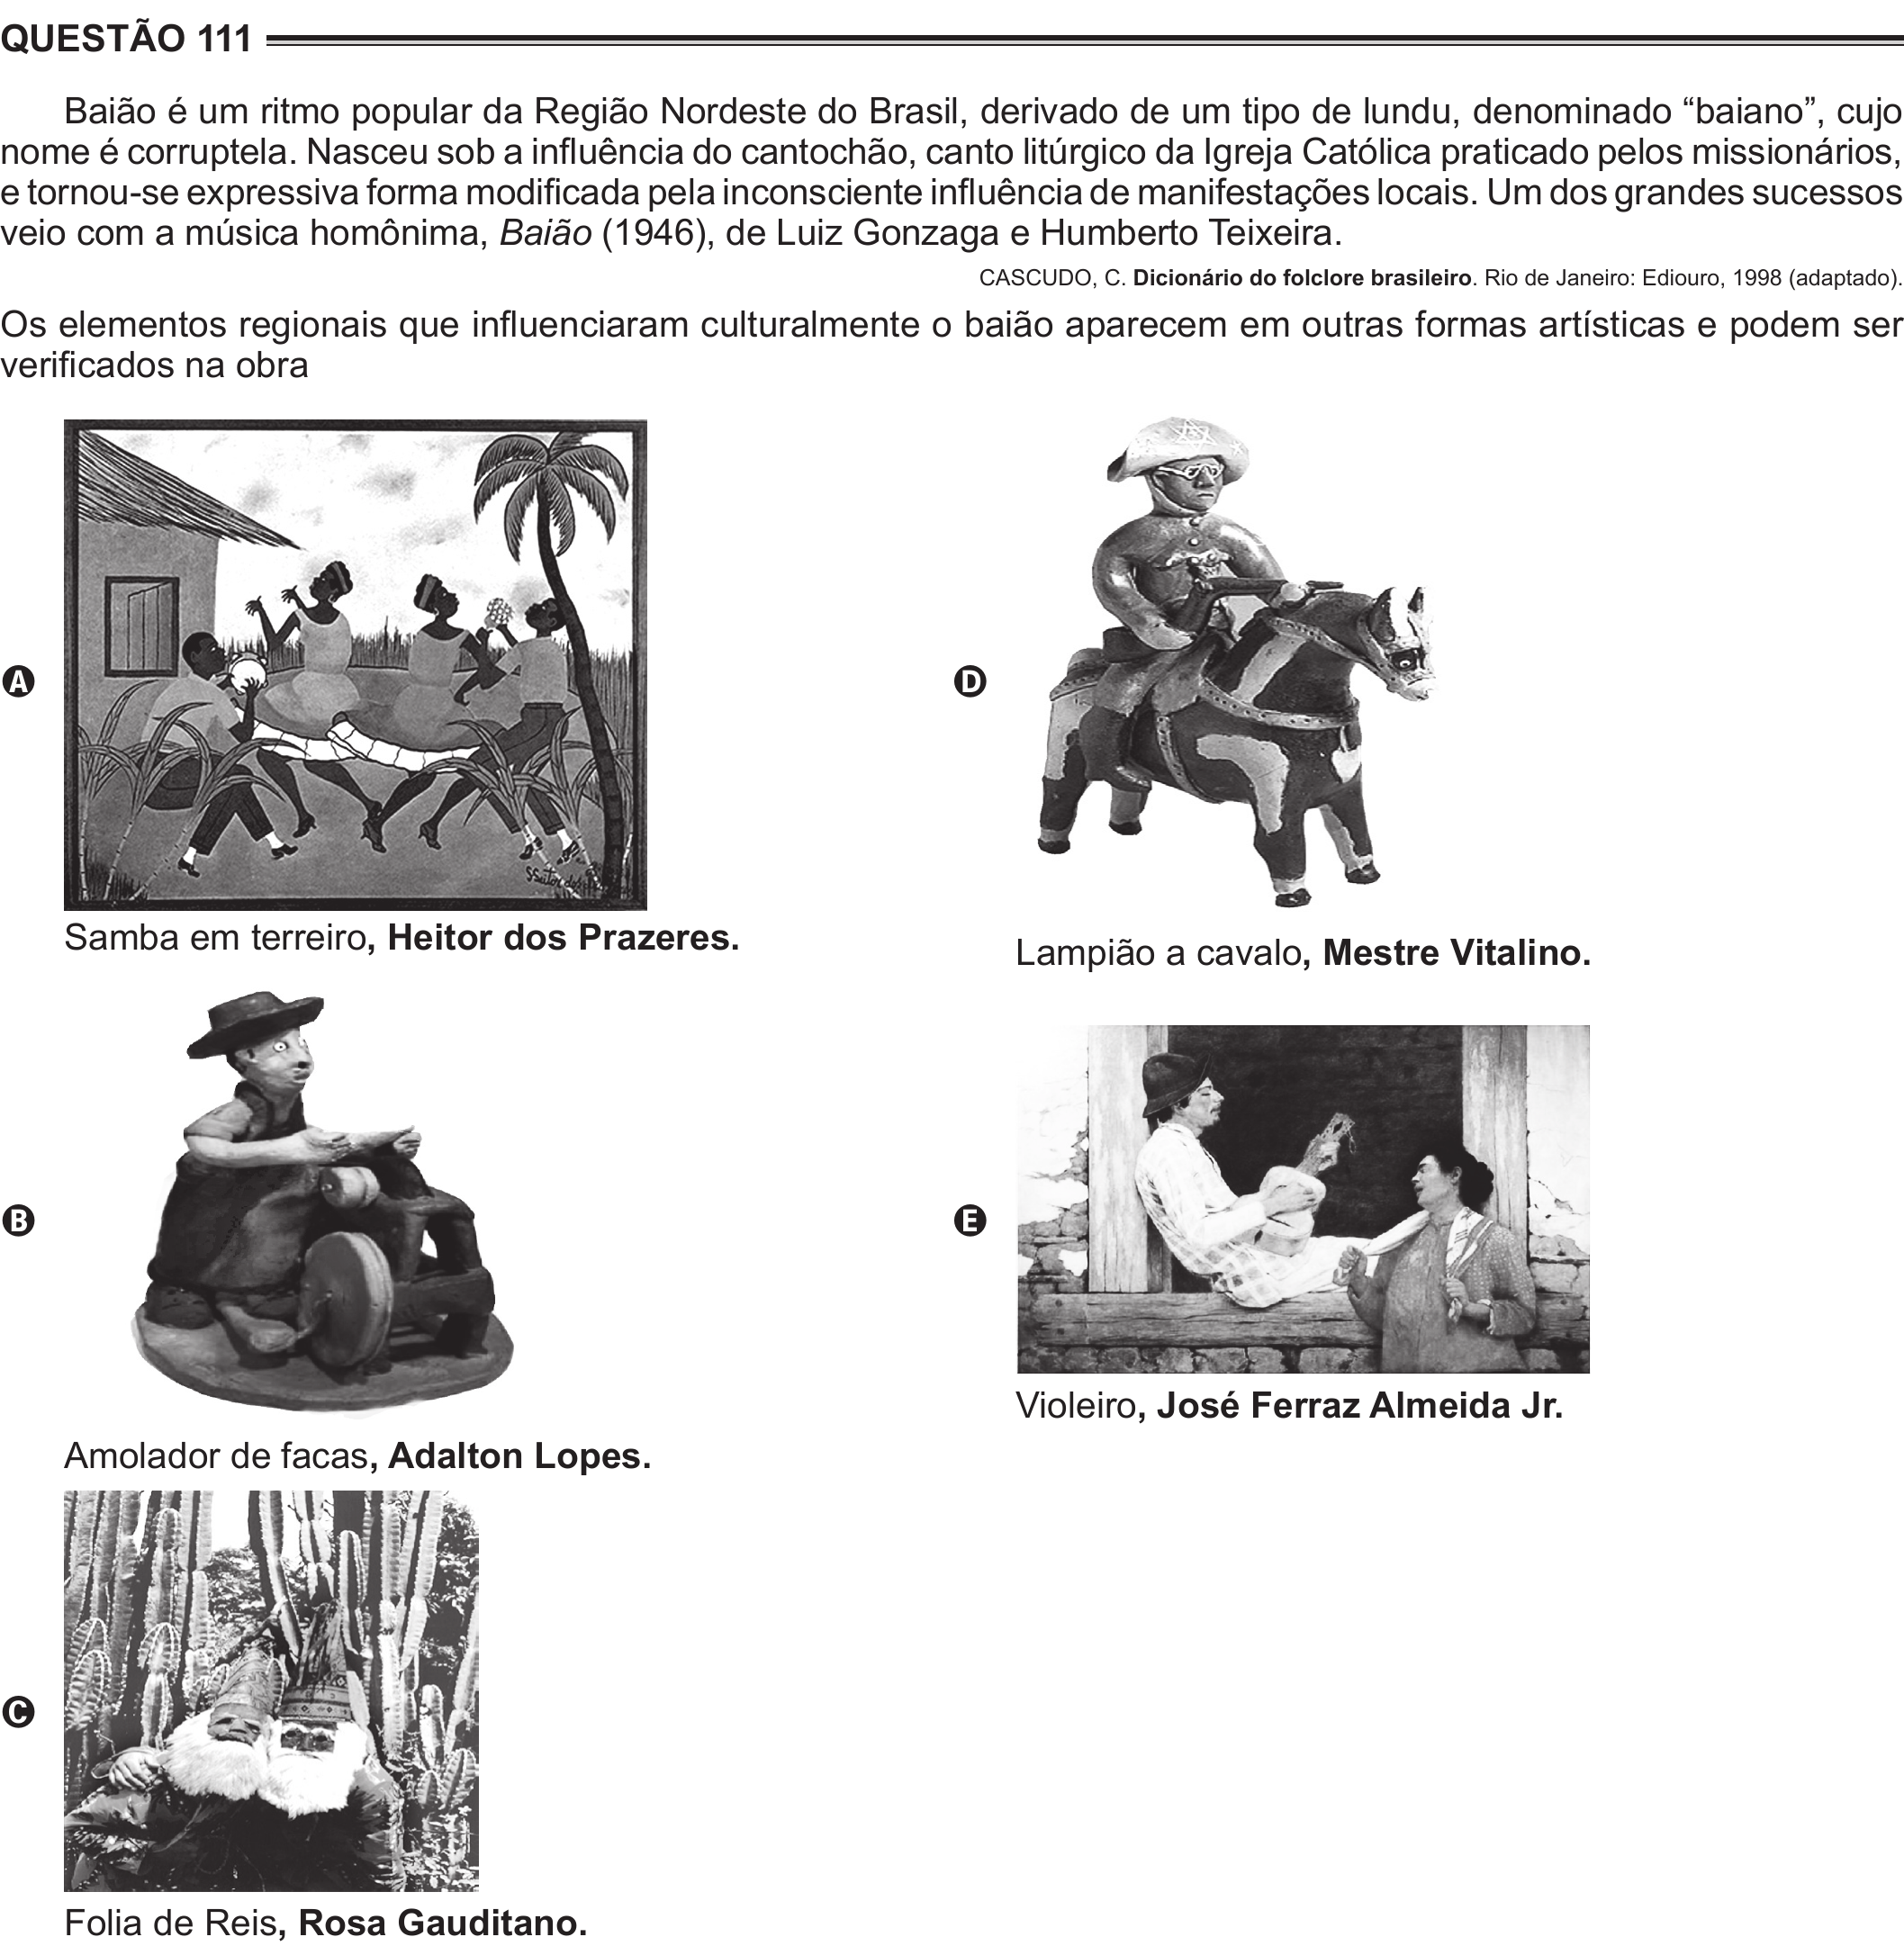 QUESTÃO 111
Baião é um ritmo popular da Região Nordeste do Brasil, derivado de um tipo de lundu, denominado “baiano”, cujo
nome é corruptela. Nasceu sob a influência do cantochão, canto litúrgico da Igreja Católica praticado pelos missionários,
e tornou-se expressiva forma modificada pela inconsciente influência de manifestações locais. Um dos grandes sucessos
veio com a música homônima, Baião (1946), de Luiz Gonzaga e Humberto Teixeira.
CASCUDO, C. Dicionário do folclore brasileiro. Rio de Janeiro: Ediouro, 1998 (adaptado).
Os elementos regionais que influenciaram culturalmente o baião aparecem em outras formas artísticas e podem ser
verificados na obra
A
Samba em terreiro, Heitor dos Prazeres.
B
Amolador de facas, Adalton Lopes.
C
Folia de Reis, Rosa Gauditano.
D
Lampião a cavalo, Mestre Vitalino.
E
Violeiro, José Ferraz Almeida Jr.